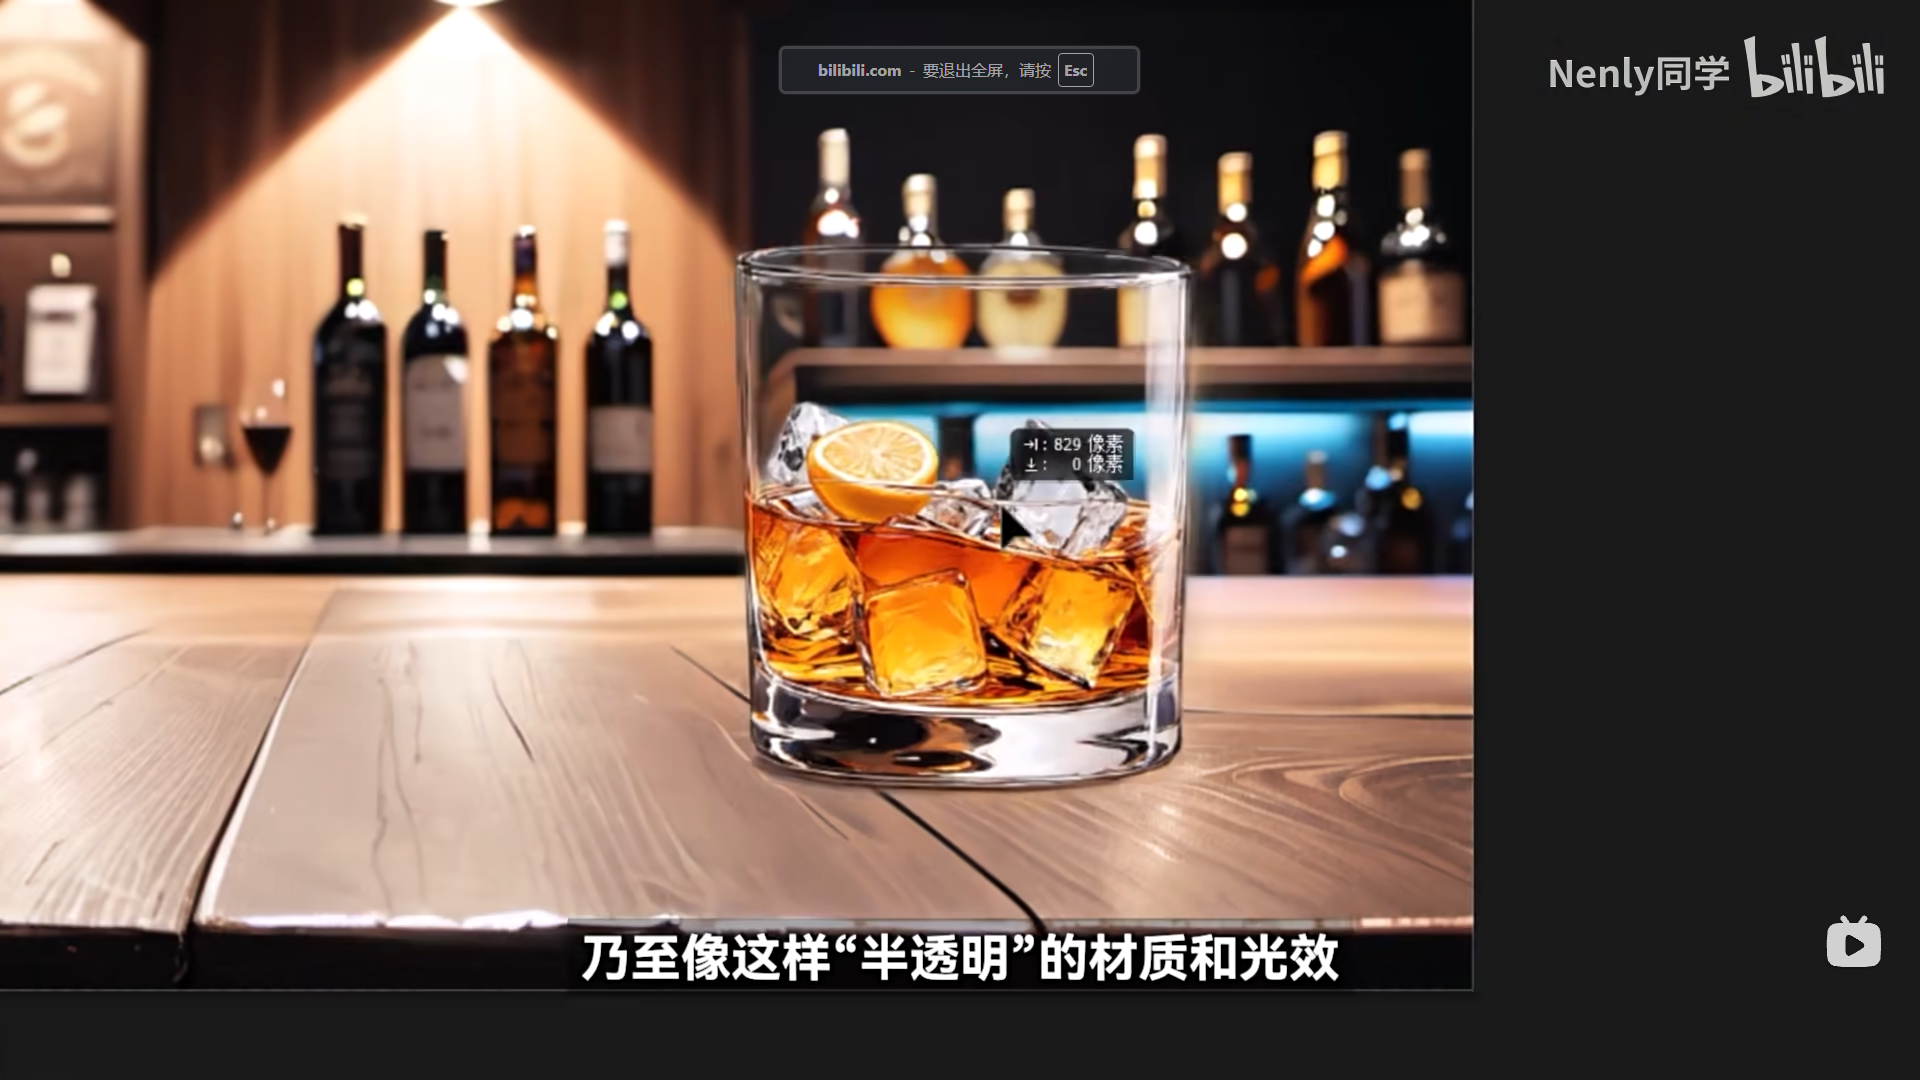 bilibili.com - 要退出全屏，请按 Esc
Nenly同学 bilibili
→|: 829 像素
↓: 0 像素
乃至像这样“半透明”的材质和光效